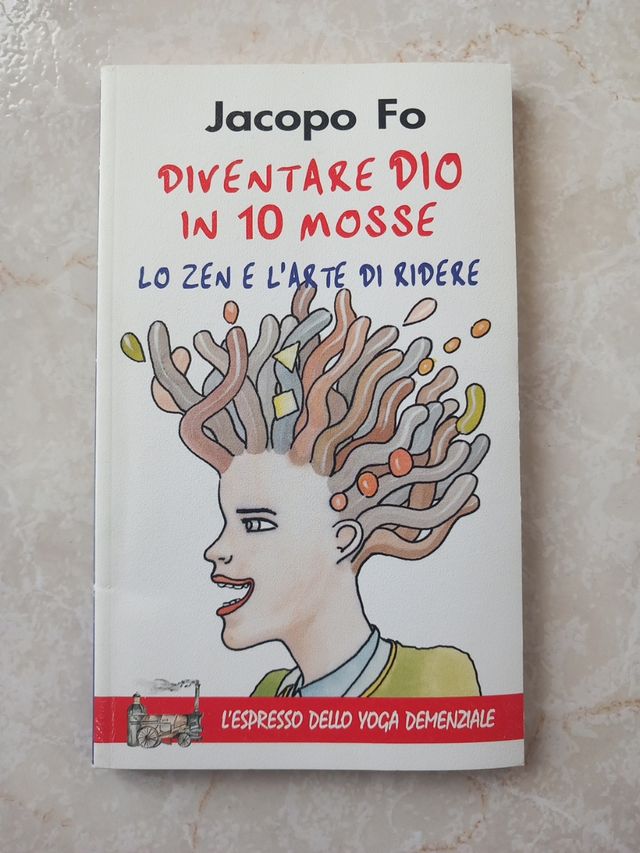 Jacopo Fo
DIVENTARE DIO
IN 10 MOSSE
LO ZEN E L'ARTE DI RIDERE
L'ESPRESSO DELLO YOGA DEMENZIALE